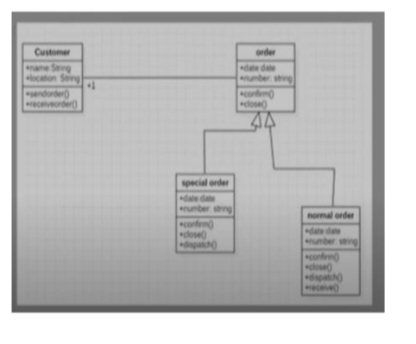 Customer
+name:String
+location: String
+sendorder()
+receiveorder()
+1
order
+date:date
+number: string
+confirm()
+close()
special order
+date:date
+number: string
+confirm()
+close()
+dispatch()
normal order
+date:date
+number: string
+confirm()
+close()
+dispatch()
+receive()